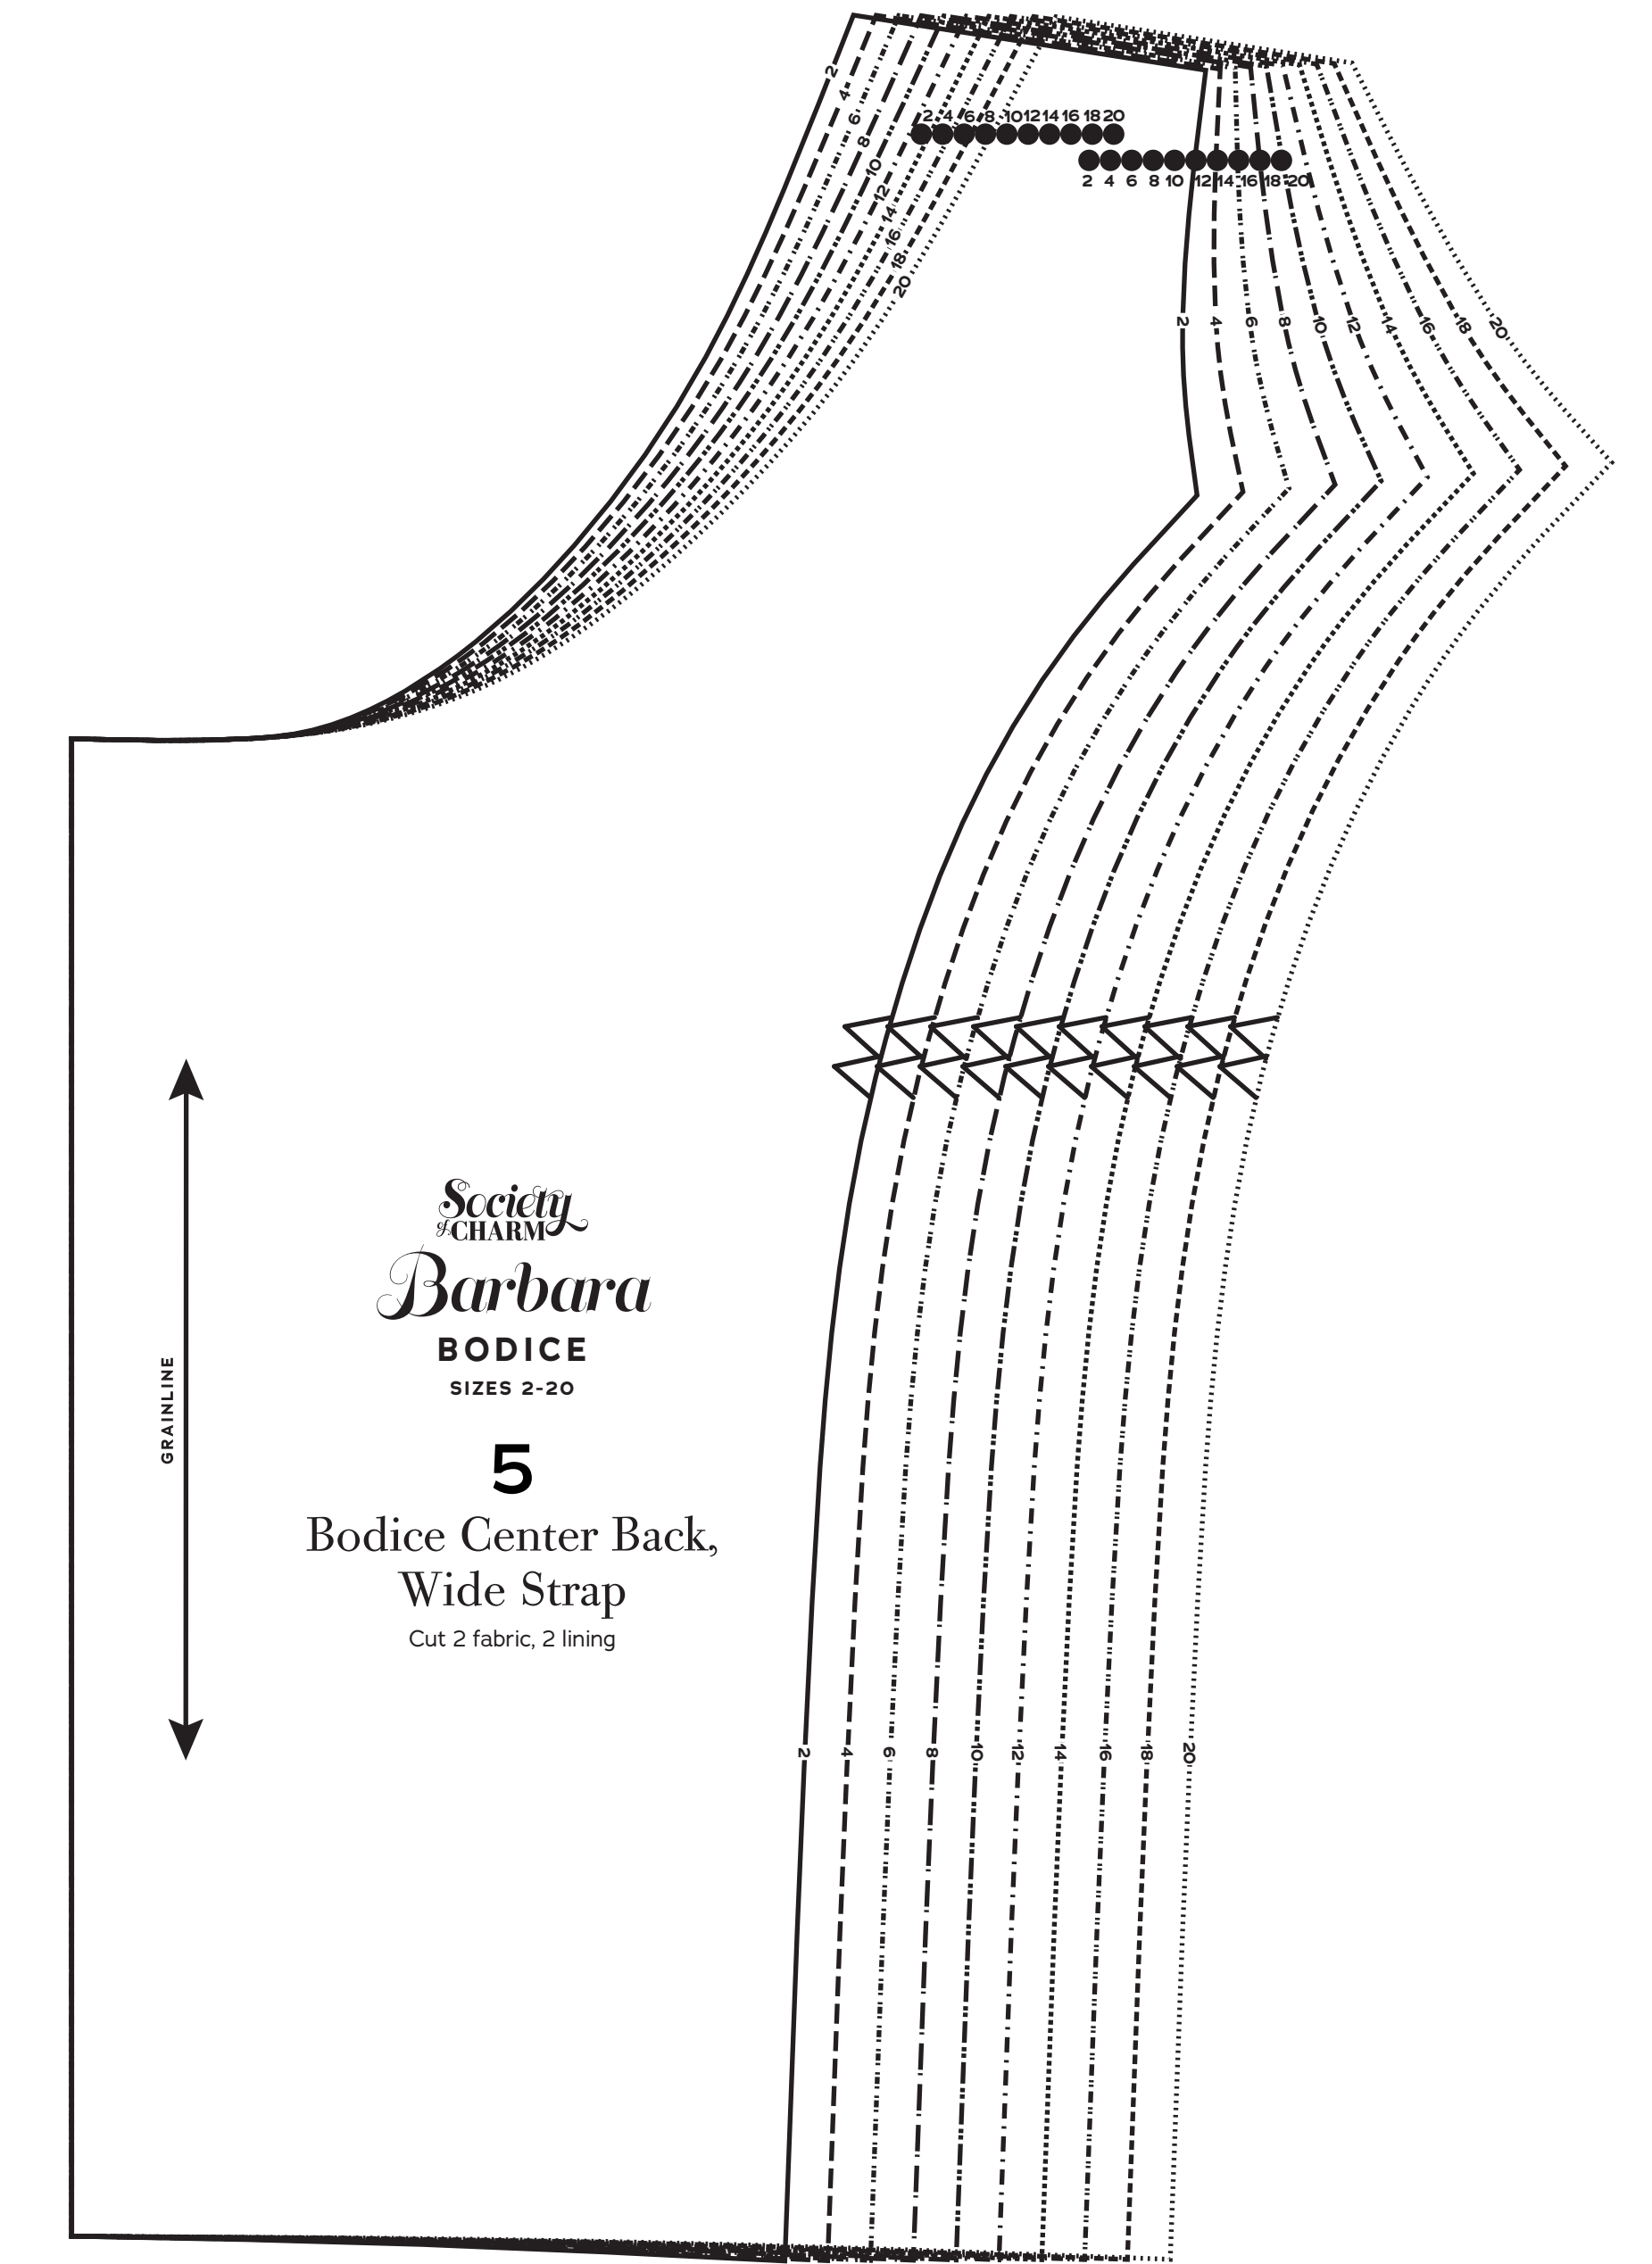 2 4 6 8 10 12 14 16 18 20
2 4 6 8 10 12 14 16 18 20
2 4 6 8 10 12 14 16 18 20
2 4 6 8 10 12 14 16 18 20
GRAINLINE
Society
of CHARM
Barbara
BODICE
SIZES 2-20
5
Bodice Center Back,
Wide Strap
Cut 2 fabric, 2 lining
2 4 6 8 10 12 14 16 18 20